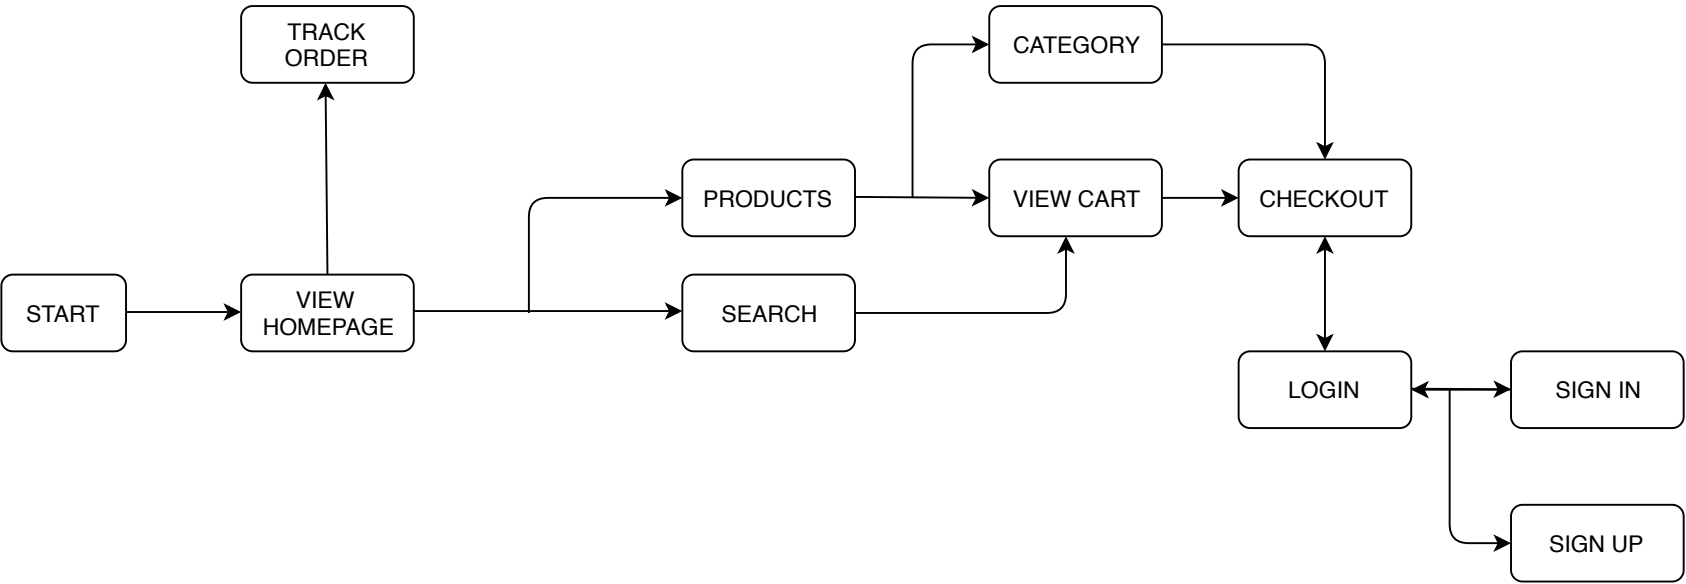 TRACK
ORDER
CATEGORY
PRODUCTS
VIEW CART
CHECKOUT
START
VIEW
HOMEPAGE
SEARCH
LOGIN
SIGN IN
SIGN UP